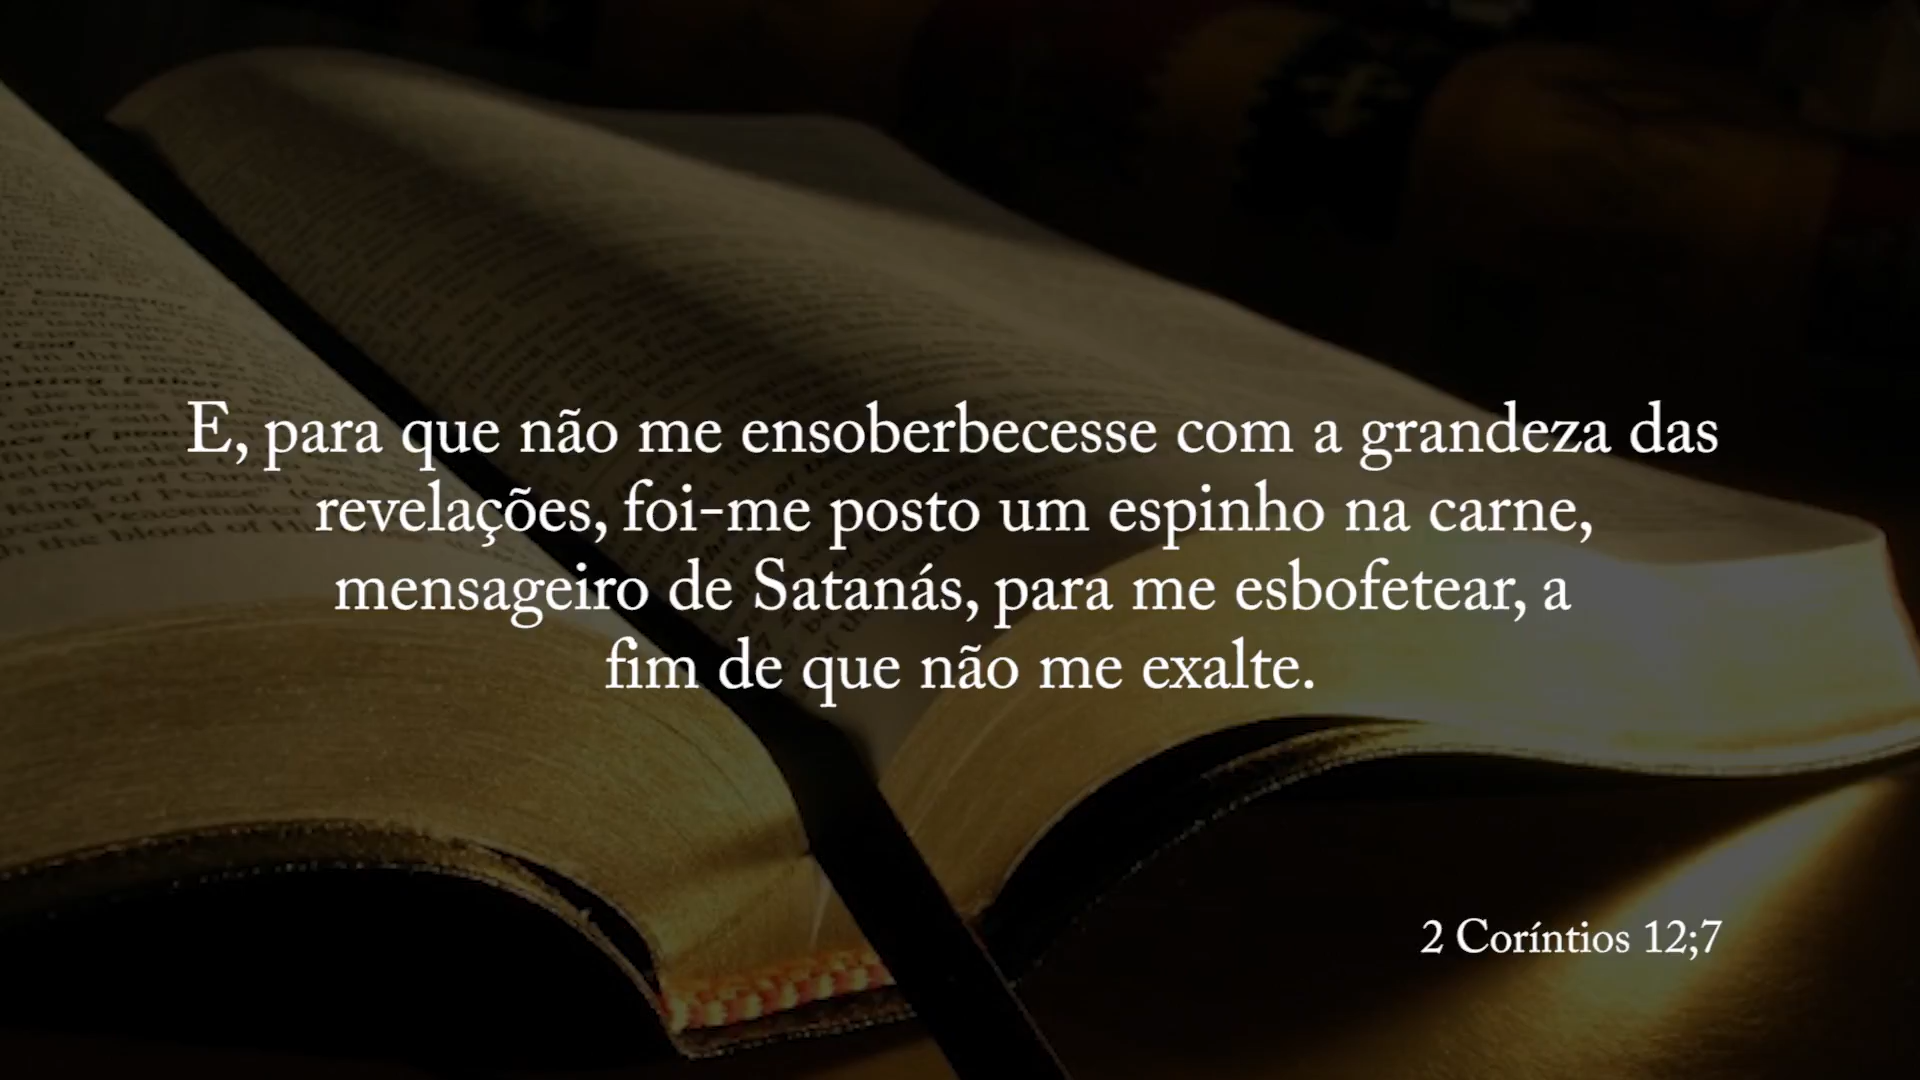 E, para que não me ensoberbecesse com a grandeza das
revelações, foi-me posto um espinho na carne,
mensageiro de Satanás, para me esbofetear, a
fim de que não me exalte.
2 Coríntios 12;7